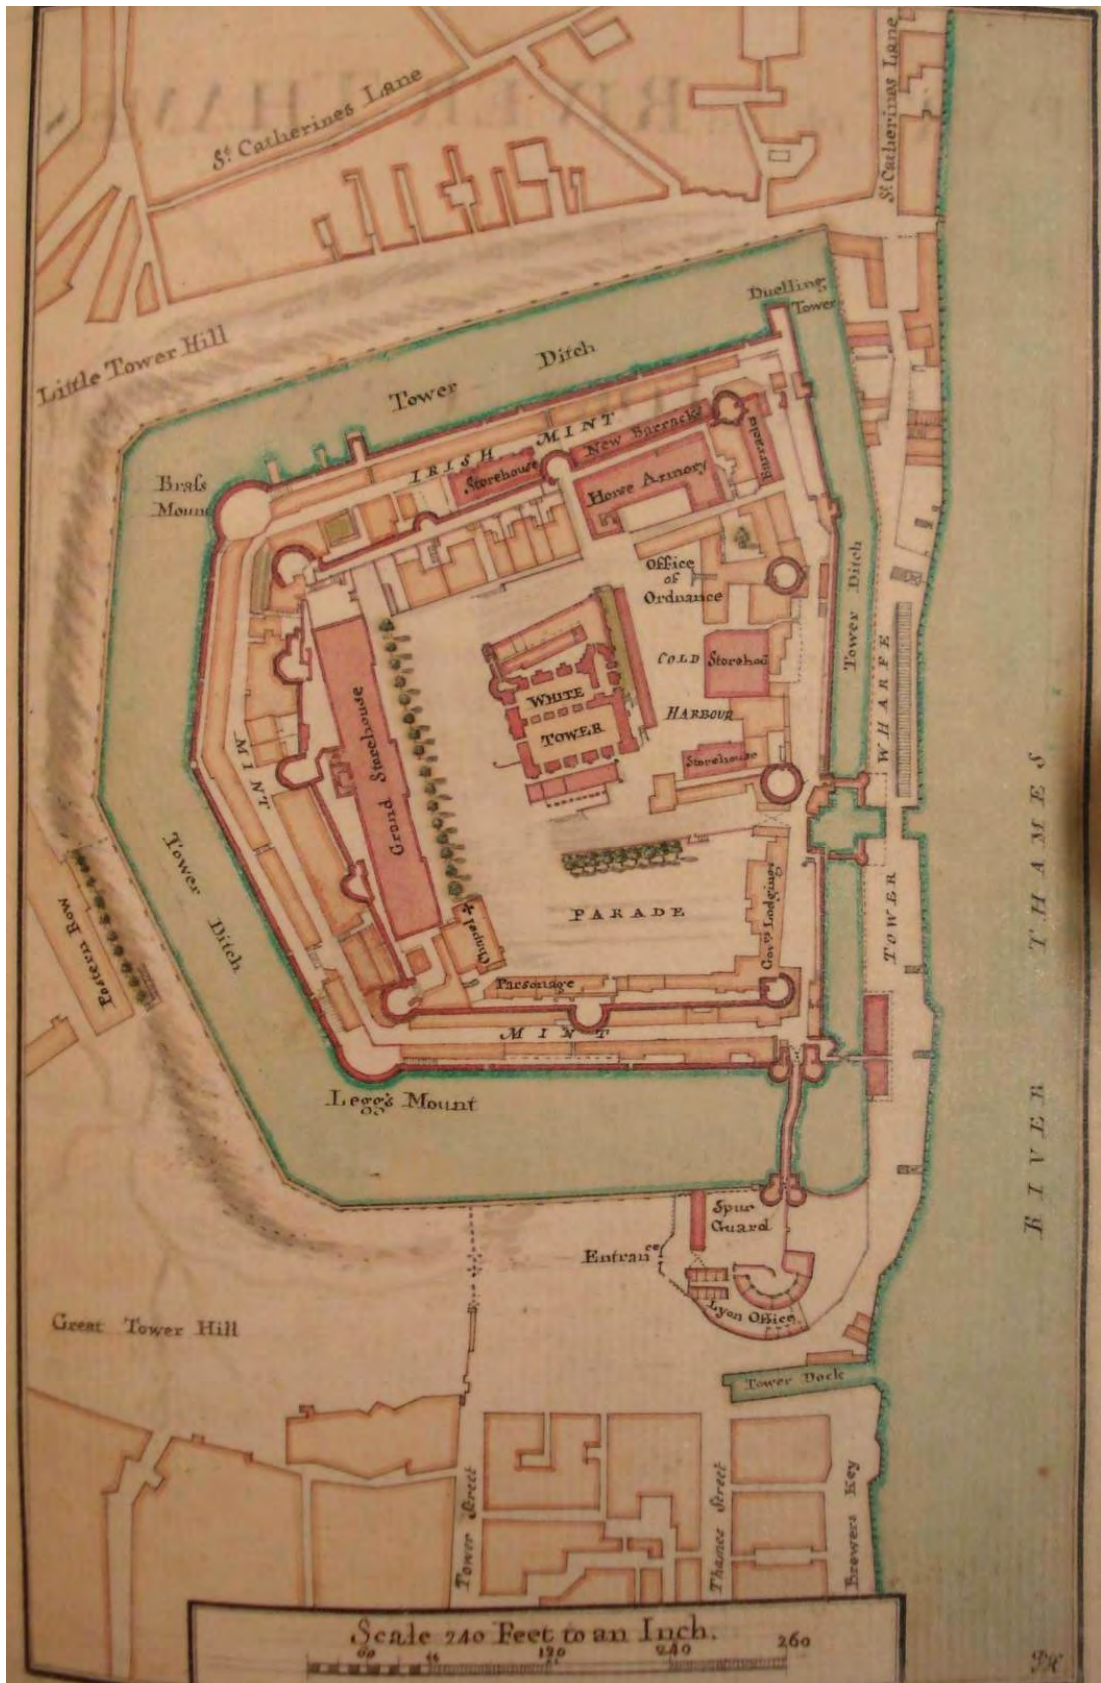 St. Catherines Lane
St. Catherines Lane
Little Tower Hill
Duelling
Tower
Tower Ditch
Brass
Mount
IRISH MINT
Storehouse
New Barracks
Barracks
Horse Armory
Office
of
Ordnance
Tower Ditch
COLD
HARBOUR
Storehou
Storehouse
WHITE
TOWER
Grand Storehouse
MINT
Tower Ditch
Postern Row
Chapel
PARADE
Govrs Lodgings
Parsonage
MINT
Legg's Mount
TOWER WHARFE
RIVER THAMES
Spur
Guard
Entrance
Lyon Office
Great Tower Hill
Tower Dock
Tower Street
Thames Street
Brewers Key
Scale 240 Feet to an Inch.
120 240 260